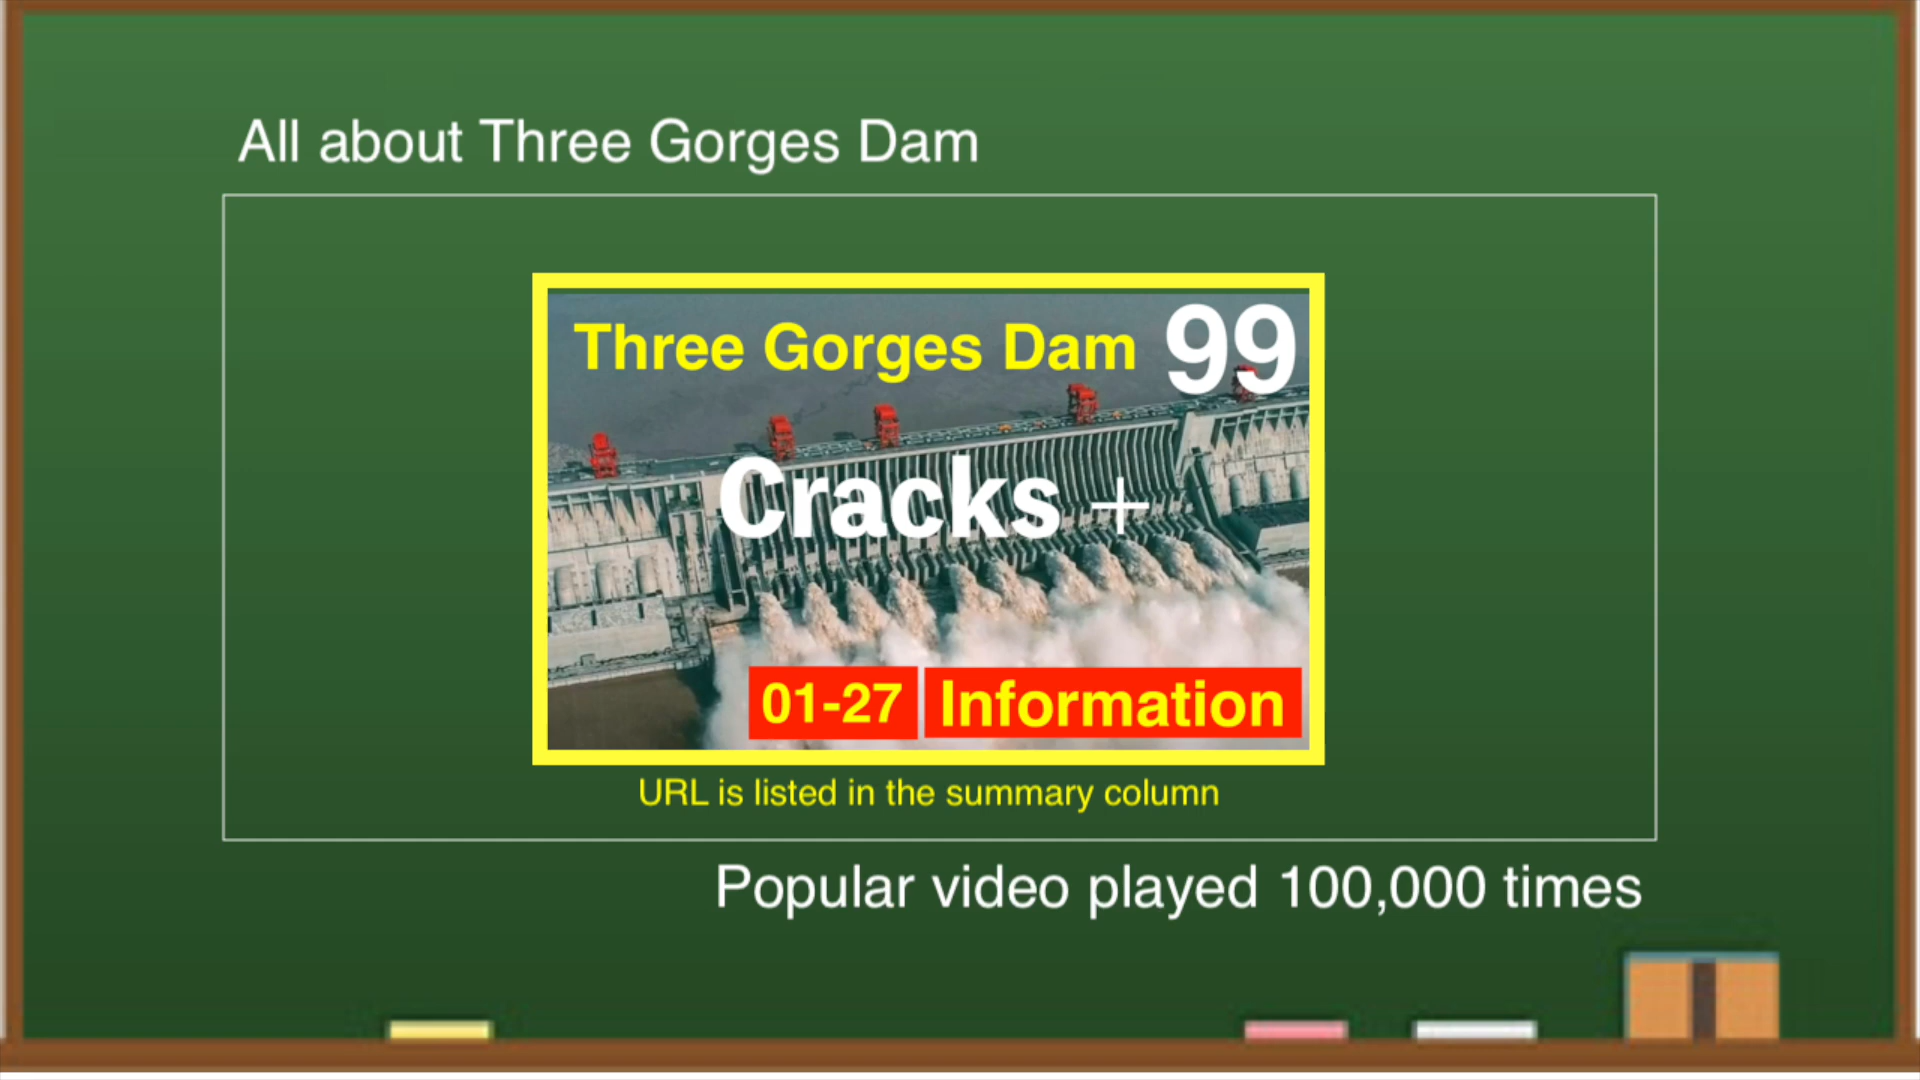 All about Three Gorges Dam
Three Gorges Dam 99
Cracks +
01-27 Information
URL is listed in the summary column
Popular video played 100,000 times